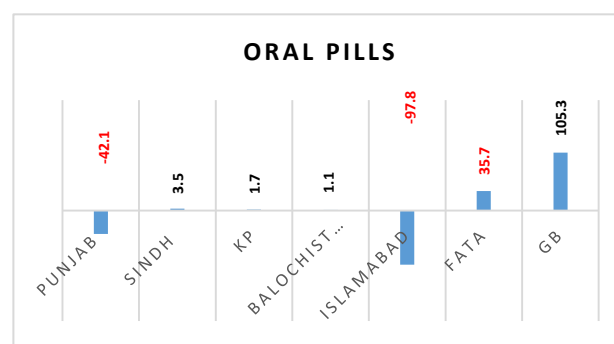 ORAL PILLS
-42.1
3.5
1.7
1.1
-97.8
35.7
105.3
PUNJAB
SINDH
KP
BALOCHIST...
ISLAMABAD
FATA
GB